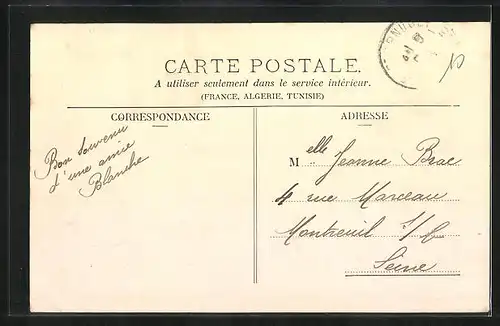 CARTE POSTALE.
A utiliser seulement dans le service intérieur.
(FRANCE, ALGERIE, TUNISIE)
CORRESPONDANCE
ADRESSE
Bon Souvenir
d'une amie
Blanche
Melle Jeanne Brac
4 rue Marceau
Montreuil s/
Seine